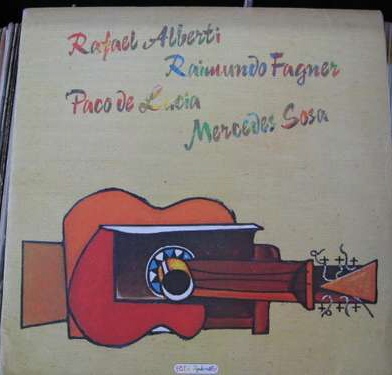 Rafael Alberti
Raimundo Fagner
Paco de Lucia
Mercedes Sosa